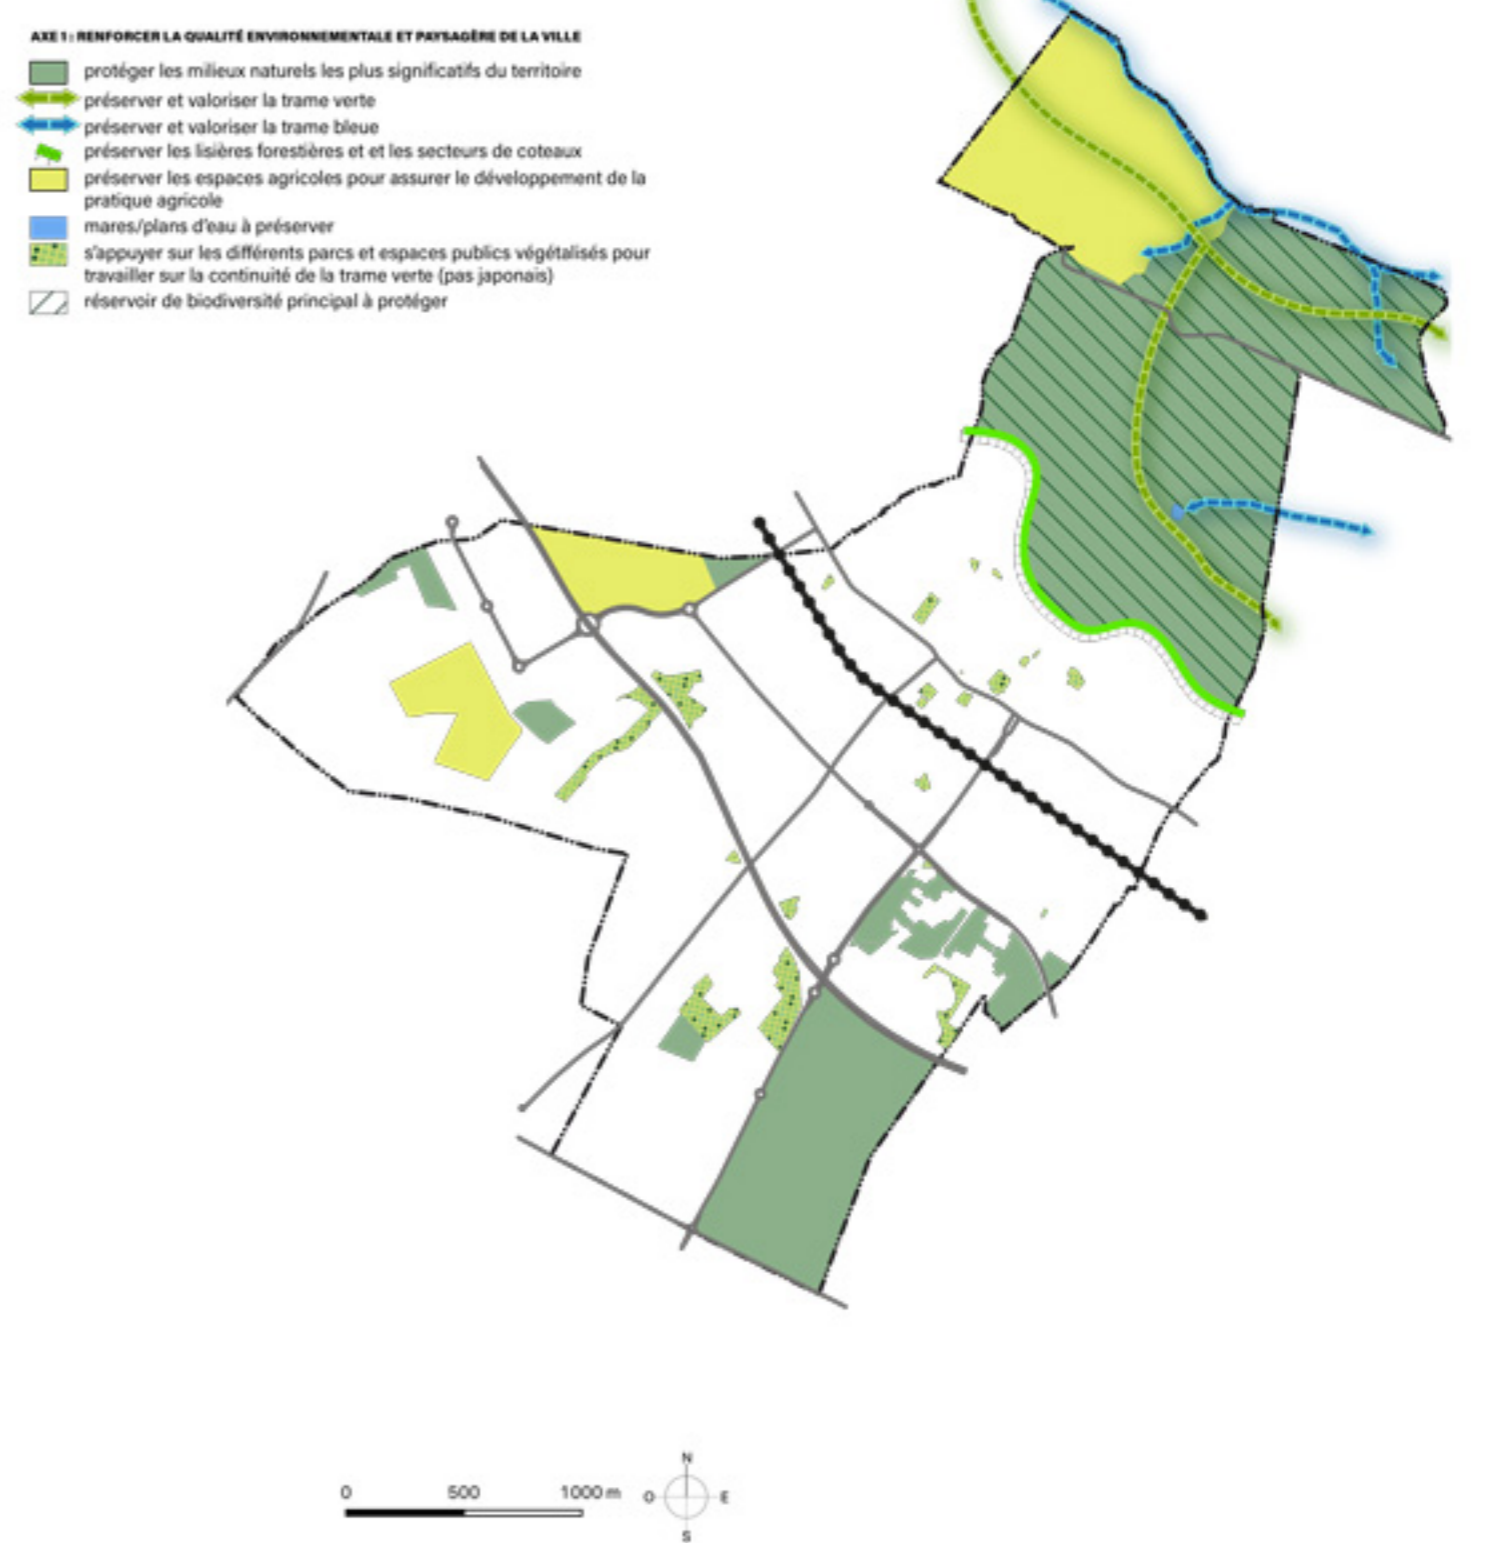 AXE 1 : RENFORCER LA QUALITÉ ENVIRONNEMENTALE ET PAYSAGÈRE DE LA VILLE
protéger les milieux naturels les plus significatifs du territoire
préserver et valoriser la trame verte
préserver et valoriser la trame bleue
préserver les lisières forestières et et les secteurs de coteaux
préserver les espaces agricoles pour assurer le développement de la
pratique agricole
mares/plans d'eau à préserver
s'appuyer sur les différents parcs et espaces publics végétalisés pour
travailler sur la continuité de la trame verte (pas japonais)
réservoir de biodiversité principal à protéger
N
0 500 1000 m O E
S